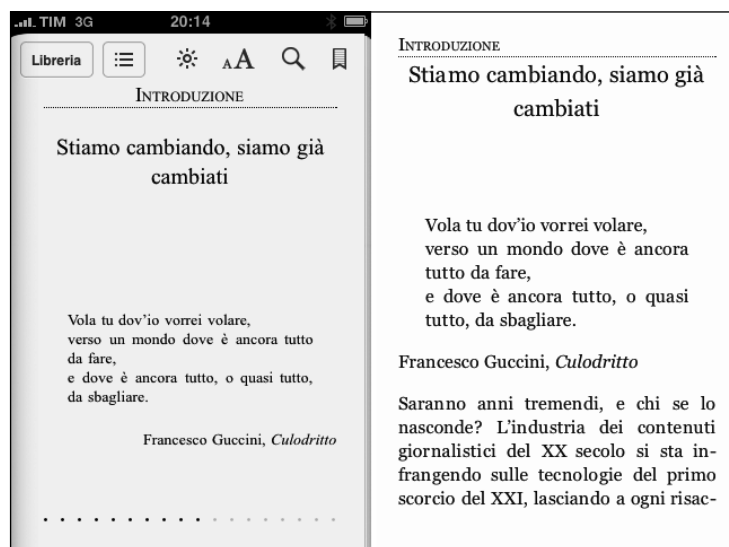 TIM 3G 20:14
Libreria AA
INTRODUZIONE
Stiamo cambiando, siamo già
cambiati
Vola tu dov'io vorrei volare,
verso un mondo dove è ancora tutto
da fare,
e dove è ancora tutto, o quasi tutto,
da sbagliare.
Francesco Guccini, Culodritto
INTRODUZIONE
Stiamo cambiando, siamo già
cambiati
Vola tu dov'io vorrei volare,
verso un mondo dove è ancora
tutto da fare,
e dove è ancora tutto, o quasi
tutto, da sbagliare.
Francesco Guccini, Culodritto
Saranno anni tremendi, e chi se lo
nasconde? L'industria dei contenuti
giornalistici del XX secolo si sta in-
frangendo sulle tecnologie del primo
scorcio del XXI, lasciando a ogni risac-